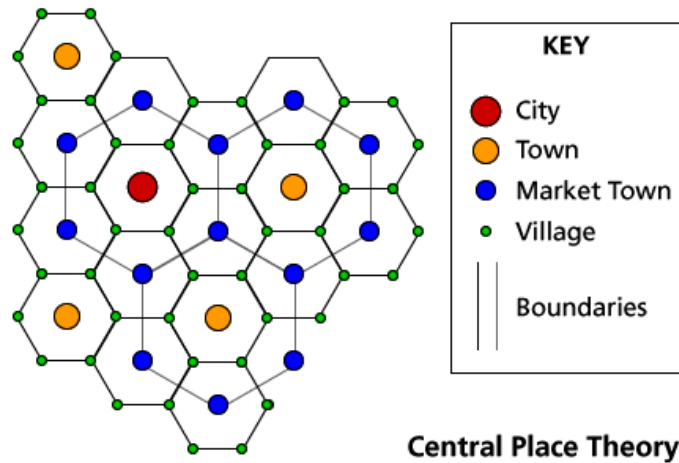 KEY
City
Town
Market Town
Village
Boundaries
Central Place Theory